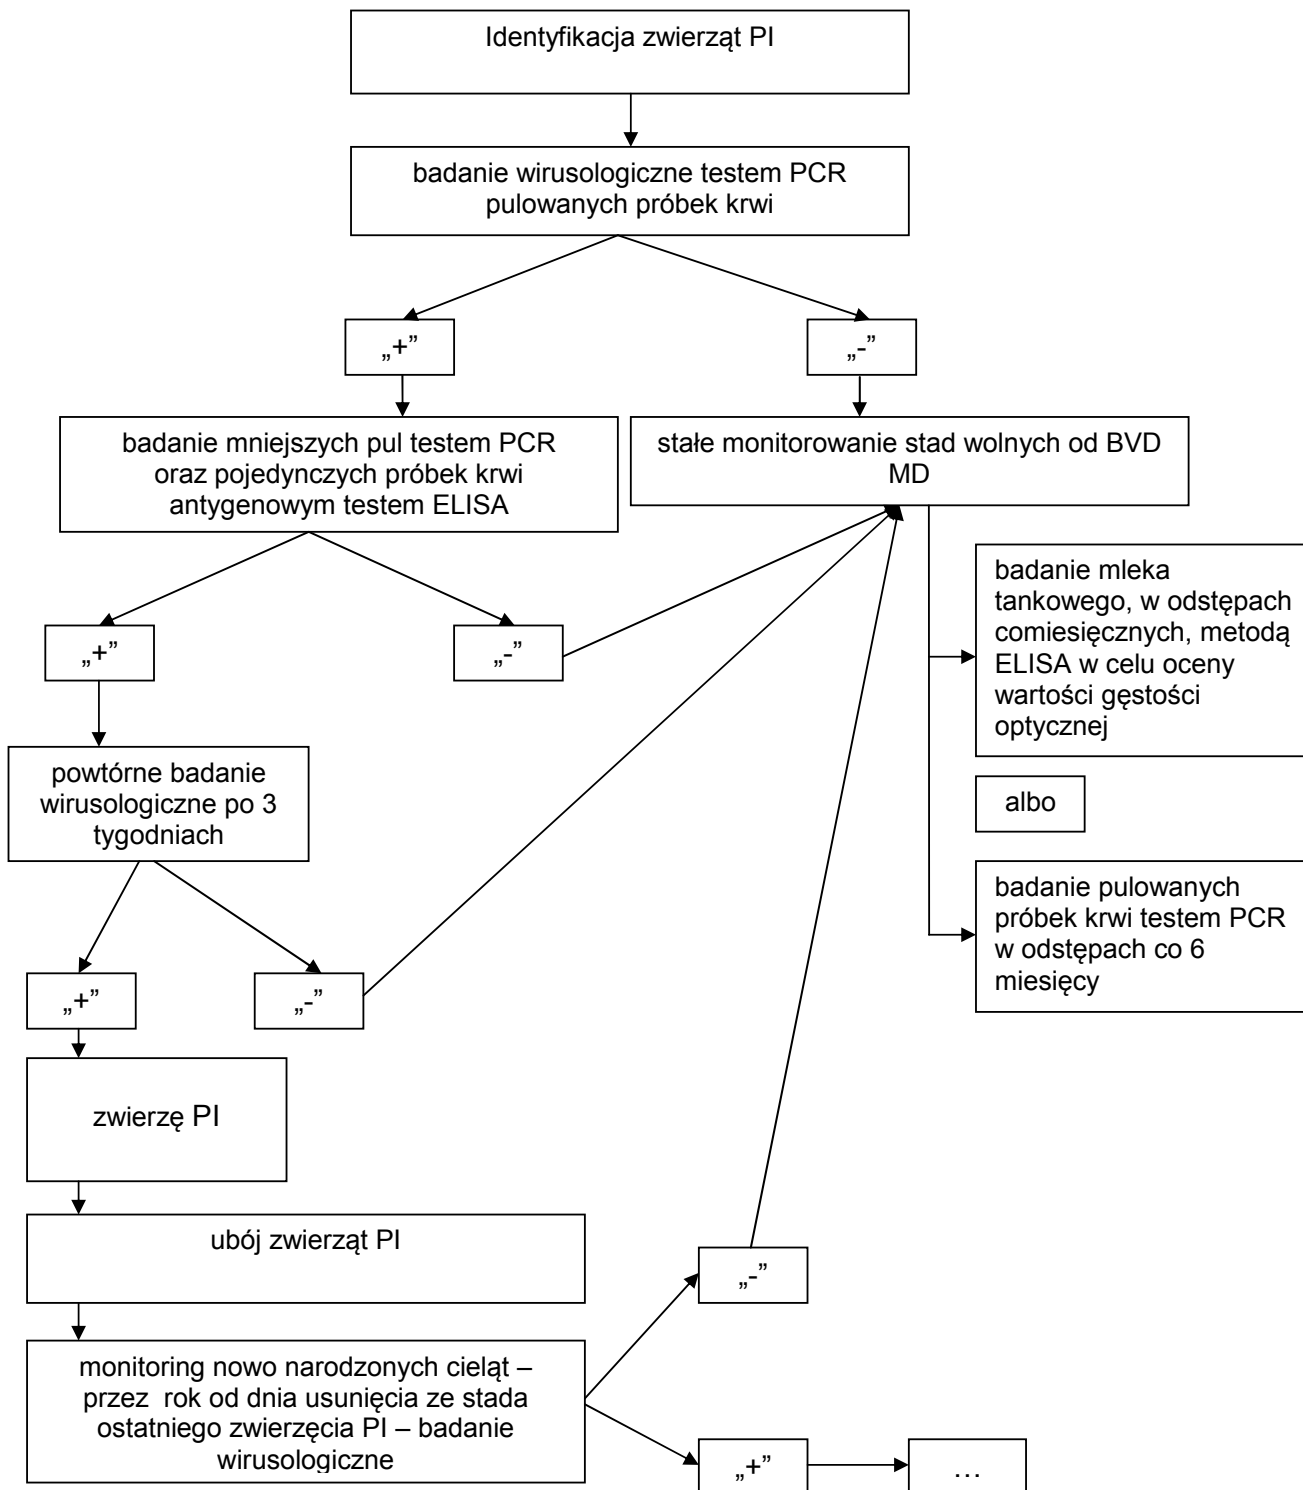 Identyfikacja zwierząt PI
badanie wirusologiczne testem PCR
pulowanych próbek krwi
„+”
„-”
badanie mniejszych pul testem PCR
oraz pojedynczych próbek krwi
antygenowym testem ELISA
stałe monitorowanie stad wolnych od BVD
MD
badanie mleka
tankowego, w odstępach
comiesięcznych, metodą
ELISA w celu oceny
wartości gęstości
optycznej
„+”
„-”
powtórne badanie
wirusologiczne po 3
tygodniach
albo
badanie pulowanych
próbek krwi testem PCR
w odstępach co 6
miesięcy
„+”
„-”
zwierzę PI
ubój zwierząt PI
„-”
monitoring nowo narodzonych cieląt –
przez rok od dnia usunięcia ze stada
ostatniego zwierzęcia PI – badanie
wirusologiczne
„+”
…